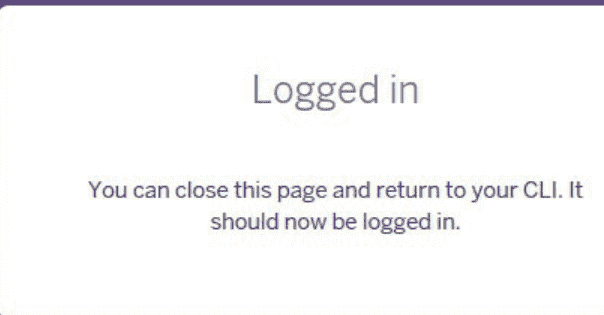 Logged in
You can close this page and return to your CLI. It
should now be logged in.